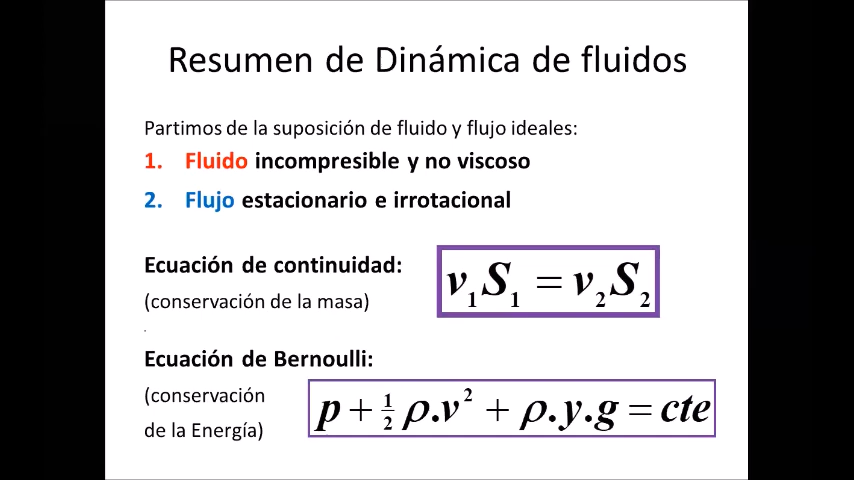 Resumen de Dinámica de fluidos
Partimos de la suposición de fluido y flujo ideales:
1. Fluido incompresible y no viscoso
2. Flujo estacionario e irrotacional
Ecuación de continuidad:
v₁S₁ = v₂S₂
(conservación de la masa)
Ecuación de Bernoulli:
(conservación
p + ½ ρ.v² + ρ.y.g = cte
de la Energía)